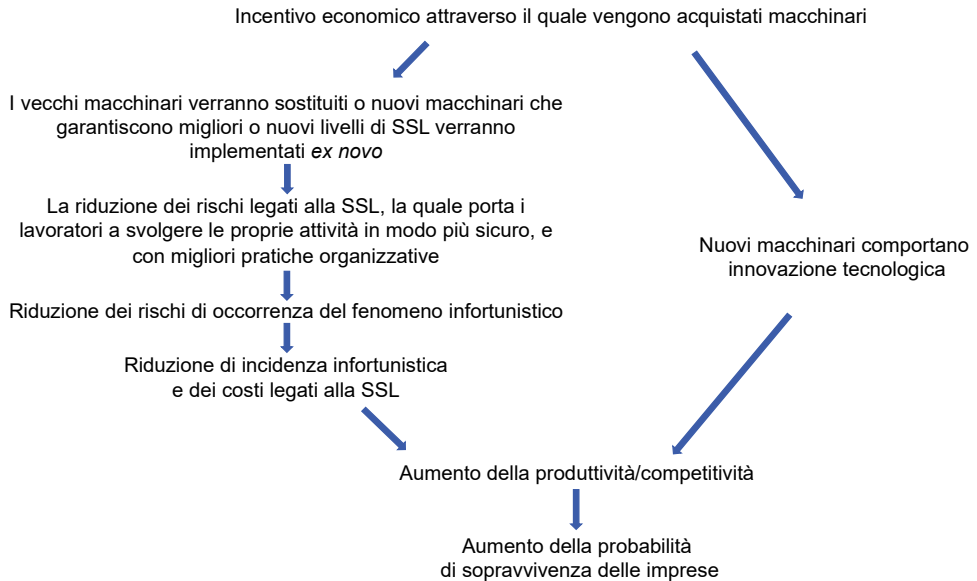 Incentivo economico attraverso il quale vengono acquistati macchinari
I vecchi macchinari verranno sostituiti o nuovi macchinari che
garantiscono migliori o nuovi livelli di SSL verranno
implementati ex novo
La riduzione dei rischi legati alla SSL, la quale porta i
lavoratori a svolgere le proprie attività in modo più sicuro, e
con migliori pratiche organizzative
Nuovi macchinari comportano
innovazione tecnologica
Riduzione dei rischi di occorrenza del fenomeno infortunistico
Riduzione di incidenza infortunistica
e dei costi legati alla SSL
Aumento della produttività/competitività
Aumento della probabilità
di sopravvivenza delle imprese